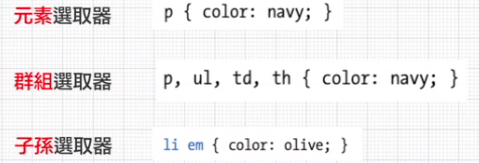 元素選取器 p { color: navy; }
群組選取器 p, ul, td, th { color: navy; }
子孫選取器 li em { color: olive; }